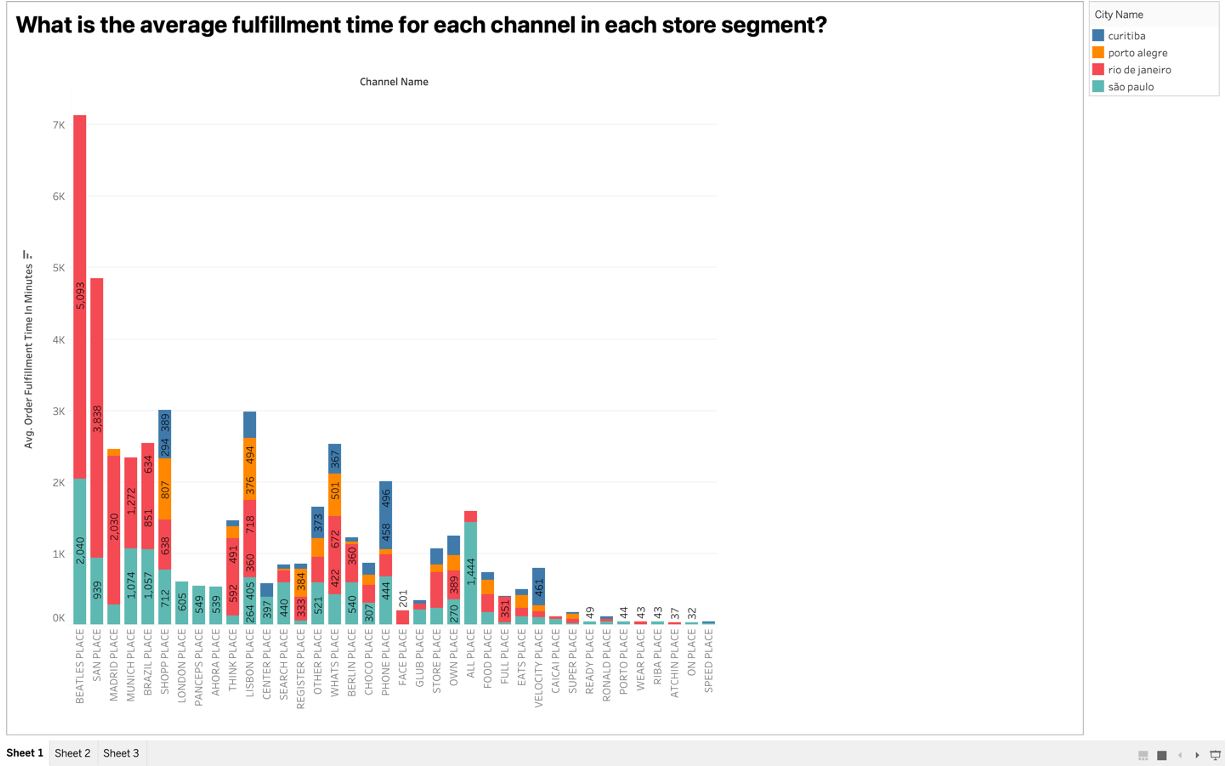 What is the average fulfillment time for each channel in each store segment?
City Name
curitiba
porto alegre
rio de janeiro
são paulo
Channel Name
Avg. Order Fulfillment Time In Minutes
7K
6K
5K
4K
3K
2K
1K
0K
5,093
2,040
3,838
939
2,030
1,272
1,074
634
851
1,057
389
294
807
638
712
605
549
539
491
592
494
376
718
360
405
264
397
440
384
333
373
521
367
501
672
422
360
540
307
496
458
444
201
389
270
1,444
351
461
49
44
43
43
37
32
BEATLES PLACE
SAN PLACE
MADRID PLACE
MUNICH PLACE
BRAZIL PLACE
SHOPP PLACE
LONDON PLACE
PANCEPS PLACE
AHORA PLACE
THINK PLACE
LISBON PLACE
CENTER PLACE
SEARCH PLACE
REGISTER PLACE
OTHER PLACE
WHATS PLACE
BERLIN PLACE
CHOCO PLACE
PHONE PLACE
FACE PLACE
GLUB PLACE
STORE PLACE
OWN PLACE
ALL PLACE
FOOD PLACE
FULL PLACE
EATS PLACE
VELOCITY PLACE
CAICAI PLACE
SUPER PLACE
READY PLACE
RONALD PLACE
PORTO PLACE
WEAR PLACE
RIBA PLACE
ATCHIN PLACE
ON PLACE
SPEED PLACE
Sheet 1
Sheet 2
Sheet 3